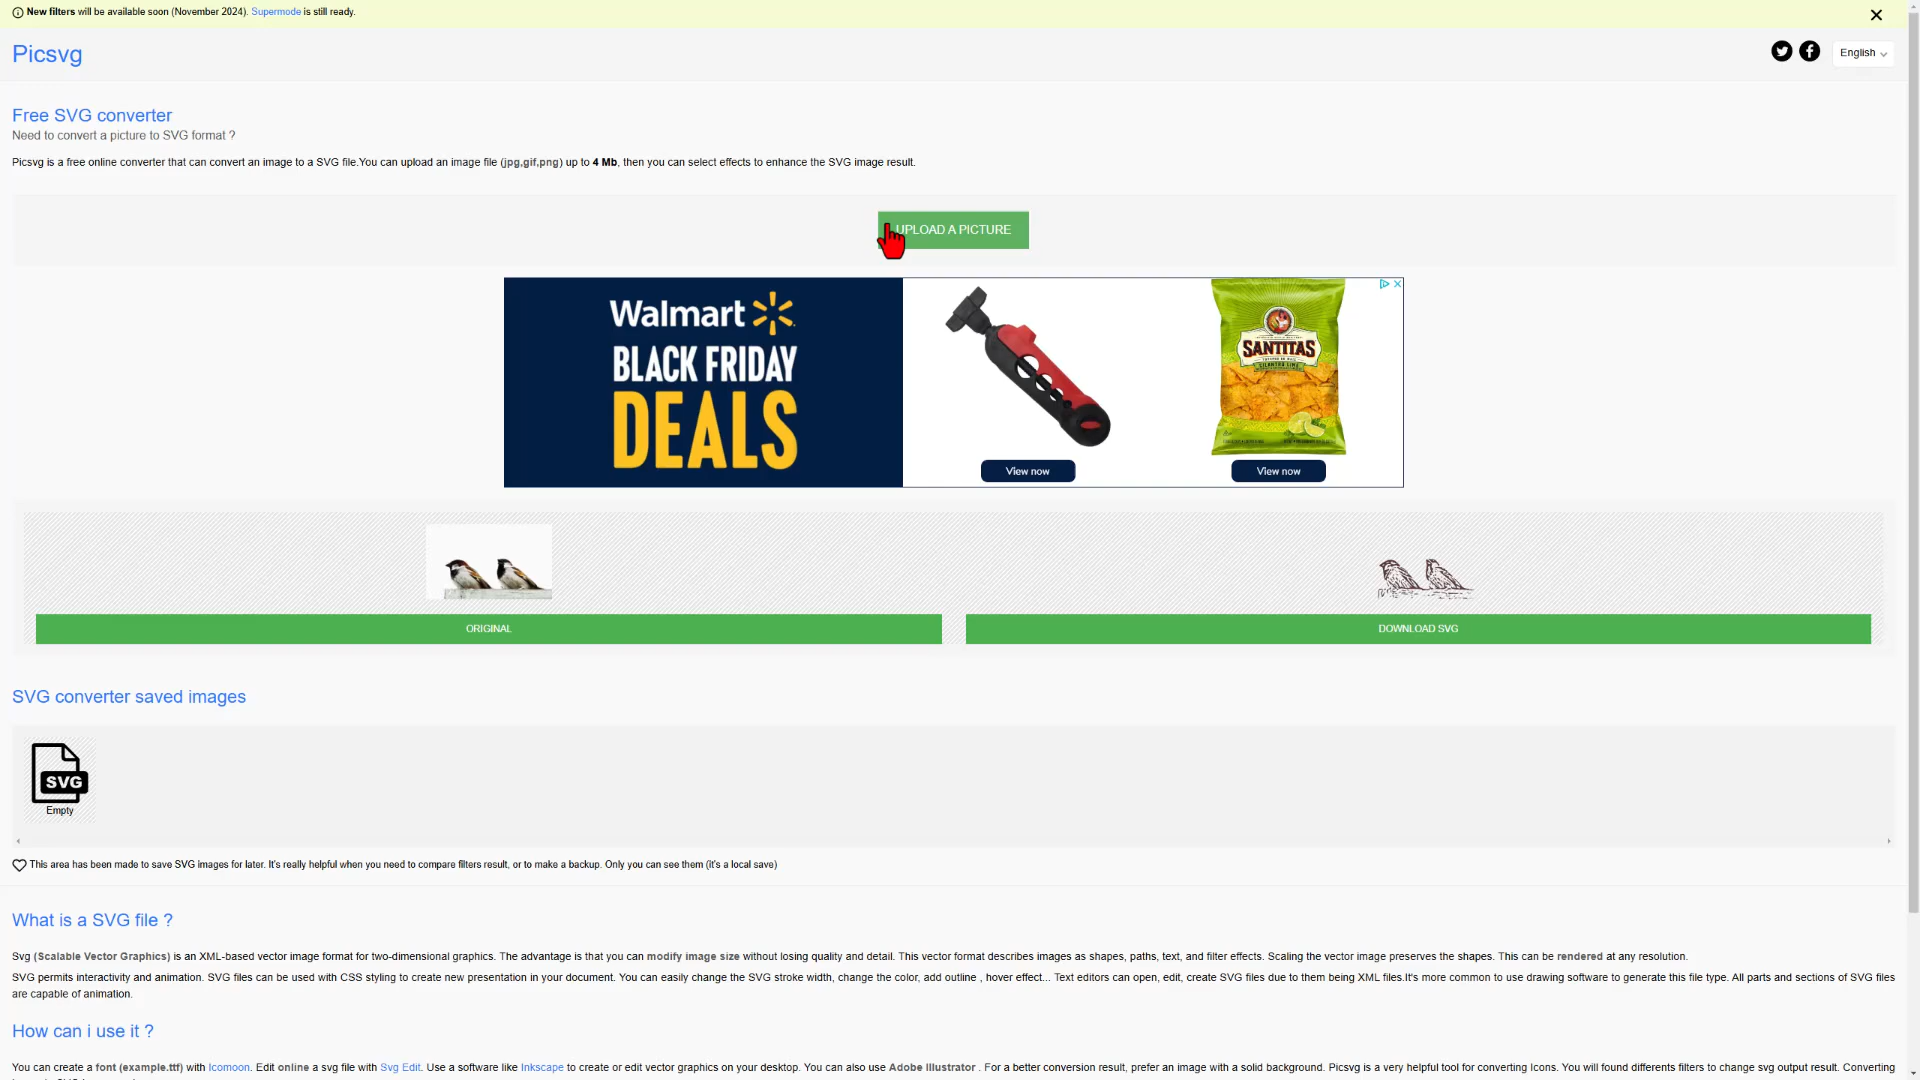 New filters will be available soon (November 2024). Supermode is still ready.
Picsvg
English
Free SVG converter
Need to convert a picture to SVG format ?
Picsvg is a free online converter that can convert an image to a SVG file.You can upload an image file (jpg,gif,png) up to 4 Mb, then you can select effects to enhance the SVG image result.
UPLOAD A PICTURE
Walmart
BLACK FRIDAY
DEALS
SANTITAS
View now
View now
ORIGINAL
DOWNLOAD SVG
SVG converter saved images
SVG
Empty
This area has been made to save SVG images for later. It's really helpful when you need to compare filters result, or to make a backup. Only you can see them (it's a local save)
What is a SVG file ?
Svg (Scalable Vector Graphics) is an XML-based vector image format for two-dimensional graphics. The advantage is that you can modify image size without losing quality and detail. This vector format describes images as shapes, paths, text, and filter effects. Scaling the vector image preserves the shapes. This can be rendered at any resolution.
SVG permits interactivity and animation. SVG files can be used with CSS styling to create new presentation in your document. You can easily change the SVG stroke width, change the color, add outline , hover effect... Text editors can open, edit, create SVG files due to them being XML files.It's more common to use drawing software to generate this file type. All parts and sections of SVG files
are capable of animation.
How can i use it ?
You can create a font (example.ttf) with Icomoon. Edit online a svg file with Svg Edit. Use a software like Inkscape to create or edit vector graphics on your desktop. You can also use Adobe Illustrator . For a better conversion result, prefer an image with a solid background. Picsvg is a very helpful tool for converting Icons. You will found differents filters to change svg output result. Converting